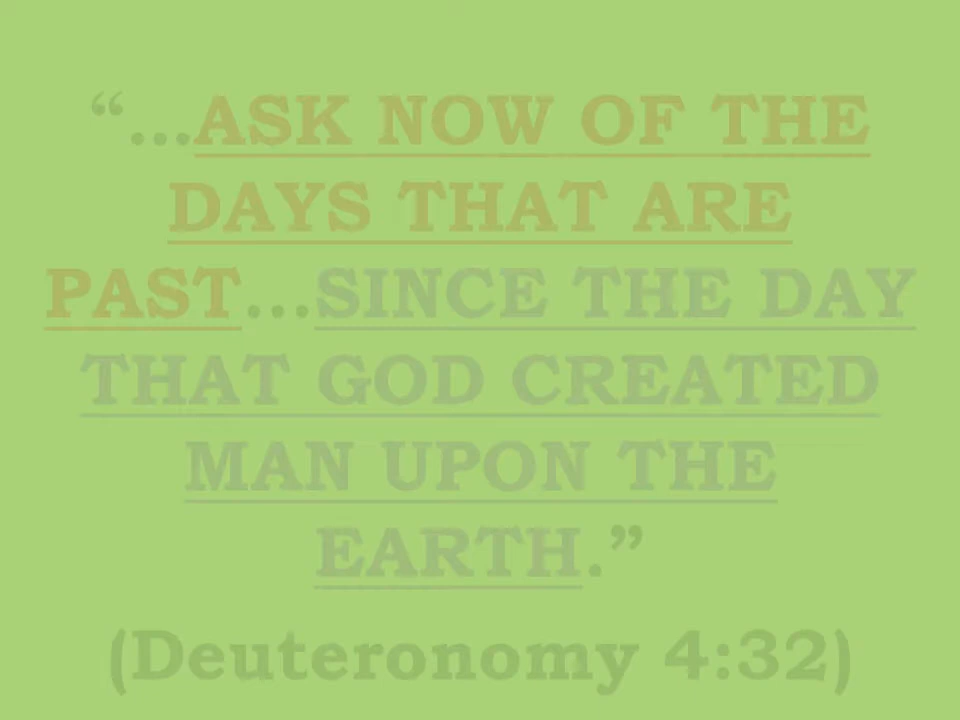 “...ASK NOW OF THE
DAYS THAT ARE
PAST...SINCE THE DAY
THAT GOD CREATED
MAN UPON THE
EARTH.”
(Deuteronomy 4:32)